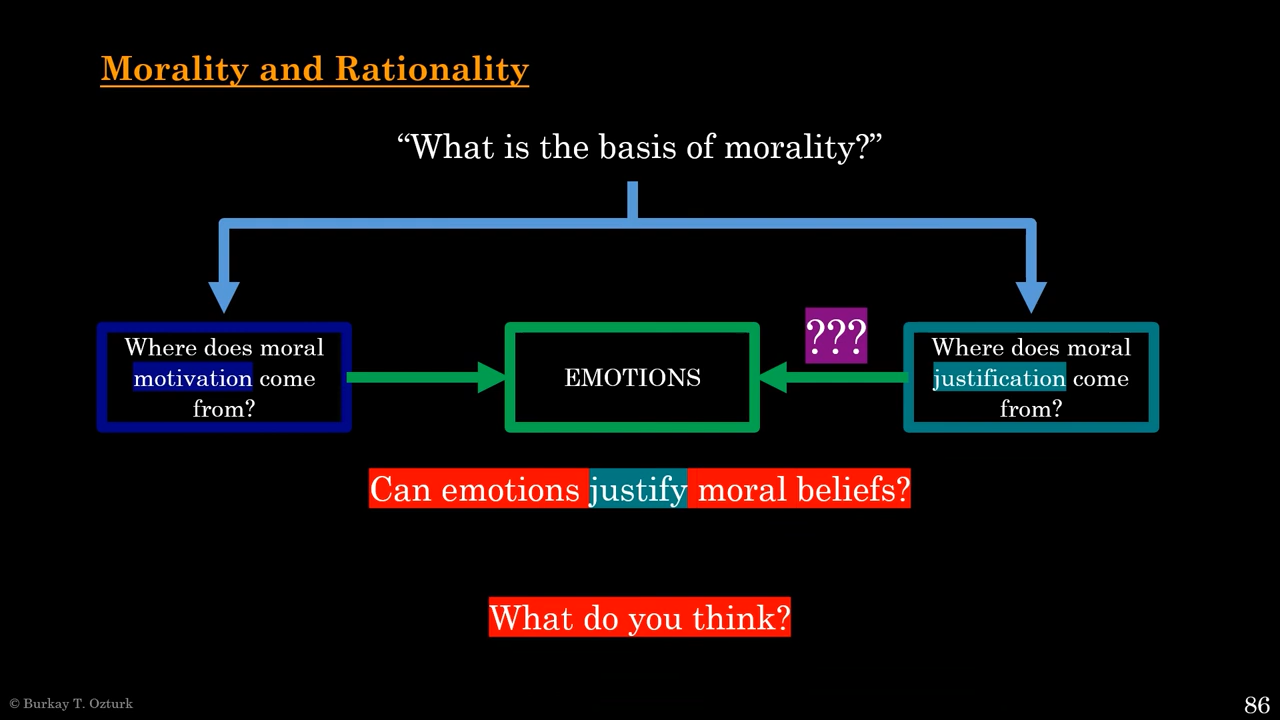 Morality and Rationality
“What is the basis of morality?”
Where does moral
motivation come
from?
EMOTIONS
???
Where does moral
justification come
from?
Can emotions justify moral beliefs?
What do you think?
© Burkay T. Ozturk
86